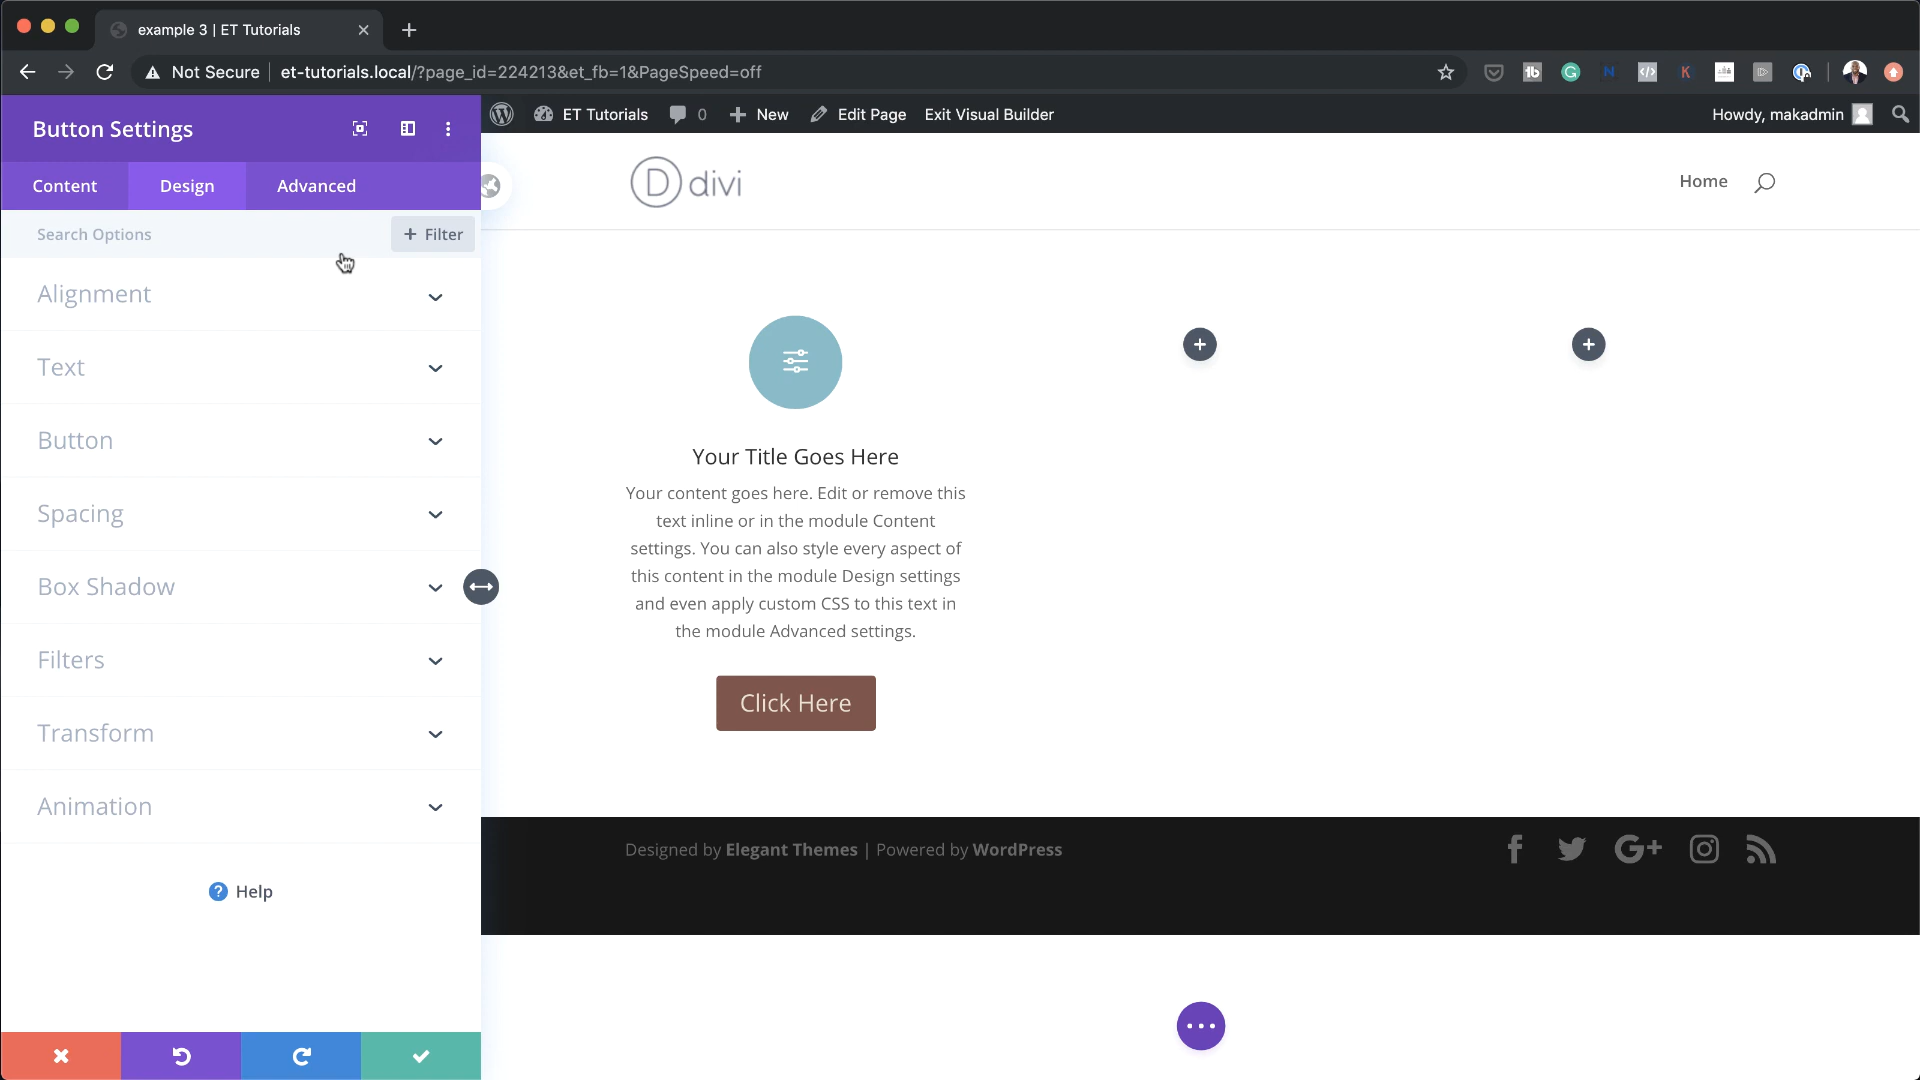 example 3 | ET Tutorials
Not Secure
et-tutorials.local/?page_id=224213&et_fb=1&PageSpeed=off
Button Settings
ET Tutorials
0
New
Edit Page
Exit Visual Builder
Howdy, makadmin
Content
Design
Advanced
D divi
Home
Search Options
+ Filter
Alignment
Text
Button
Spacing
Box Shadow
Filters
Transform
Animation
Help
Your Title Goes Here
Your content goes here. Edit or remove this
text inline or in the module Content
settings. You can also style every aspect of
this content in the module Design settings
and even apply custom CSS to this text in
the module Advanced settings.
Click Here
Designed by Elegant Themes | Powered by WordPress